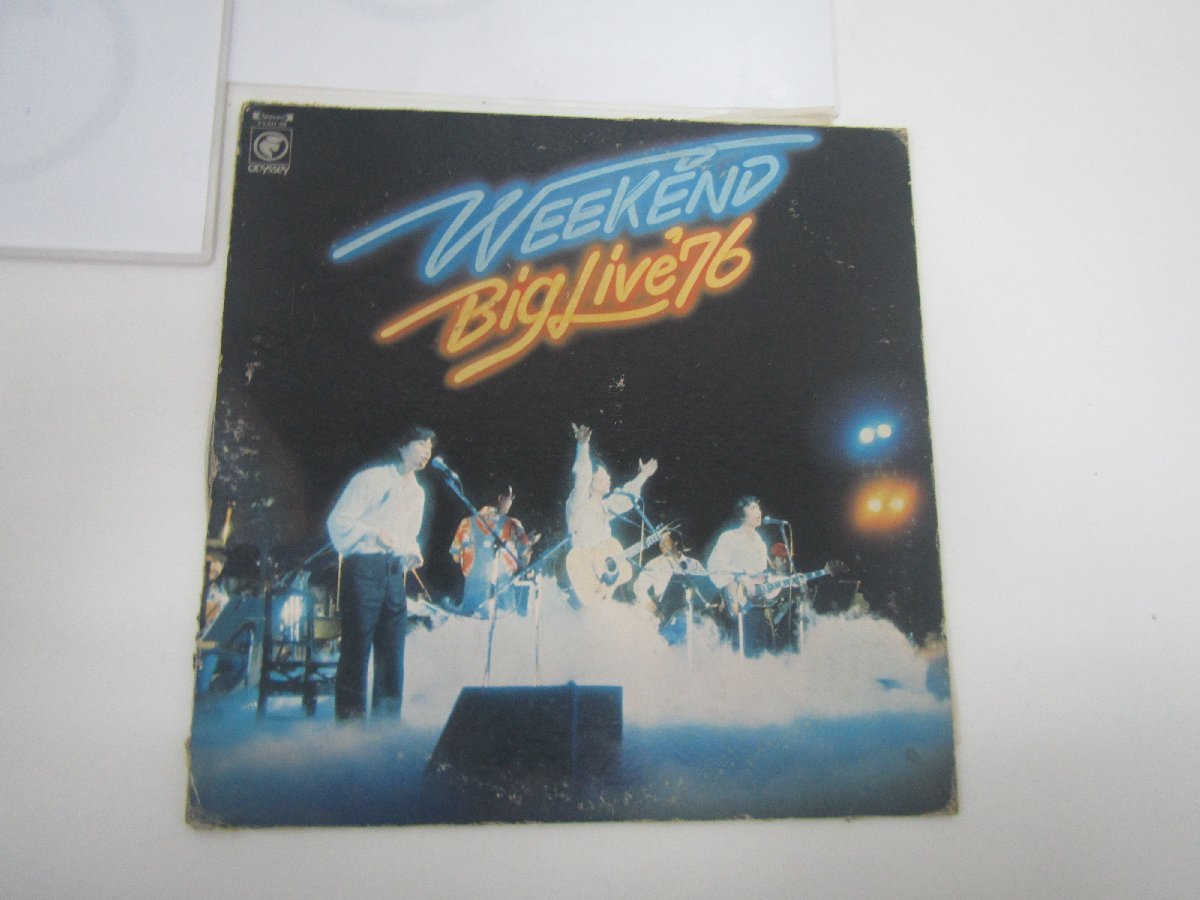 Stereo
Odyssey
WEEKEND
Big Live '76